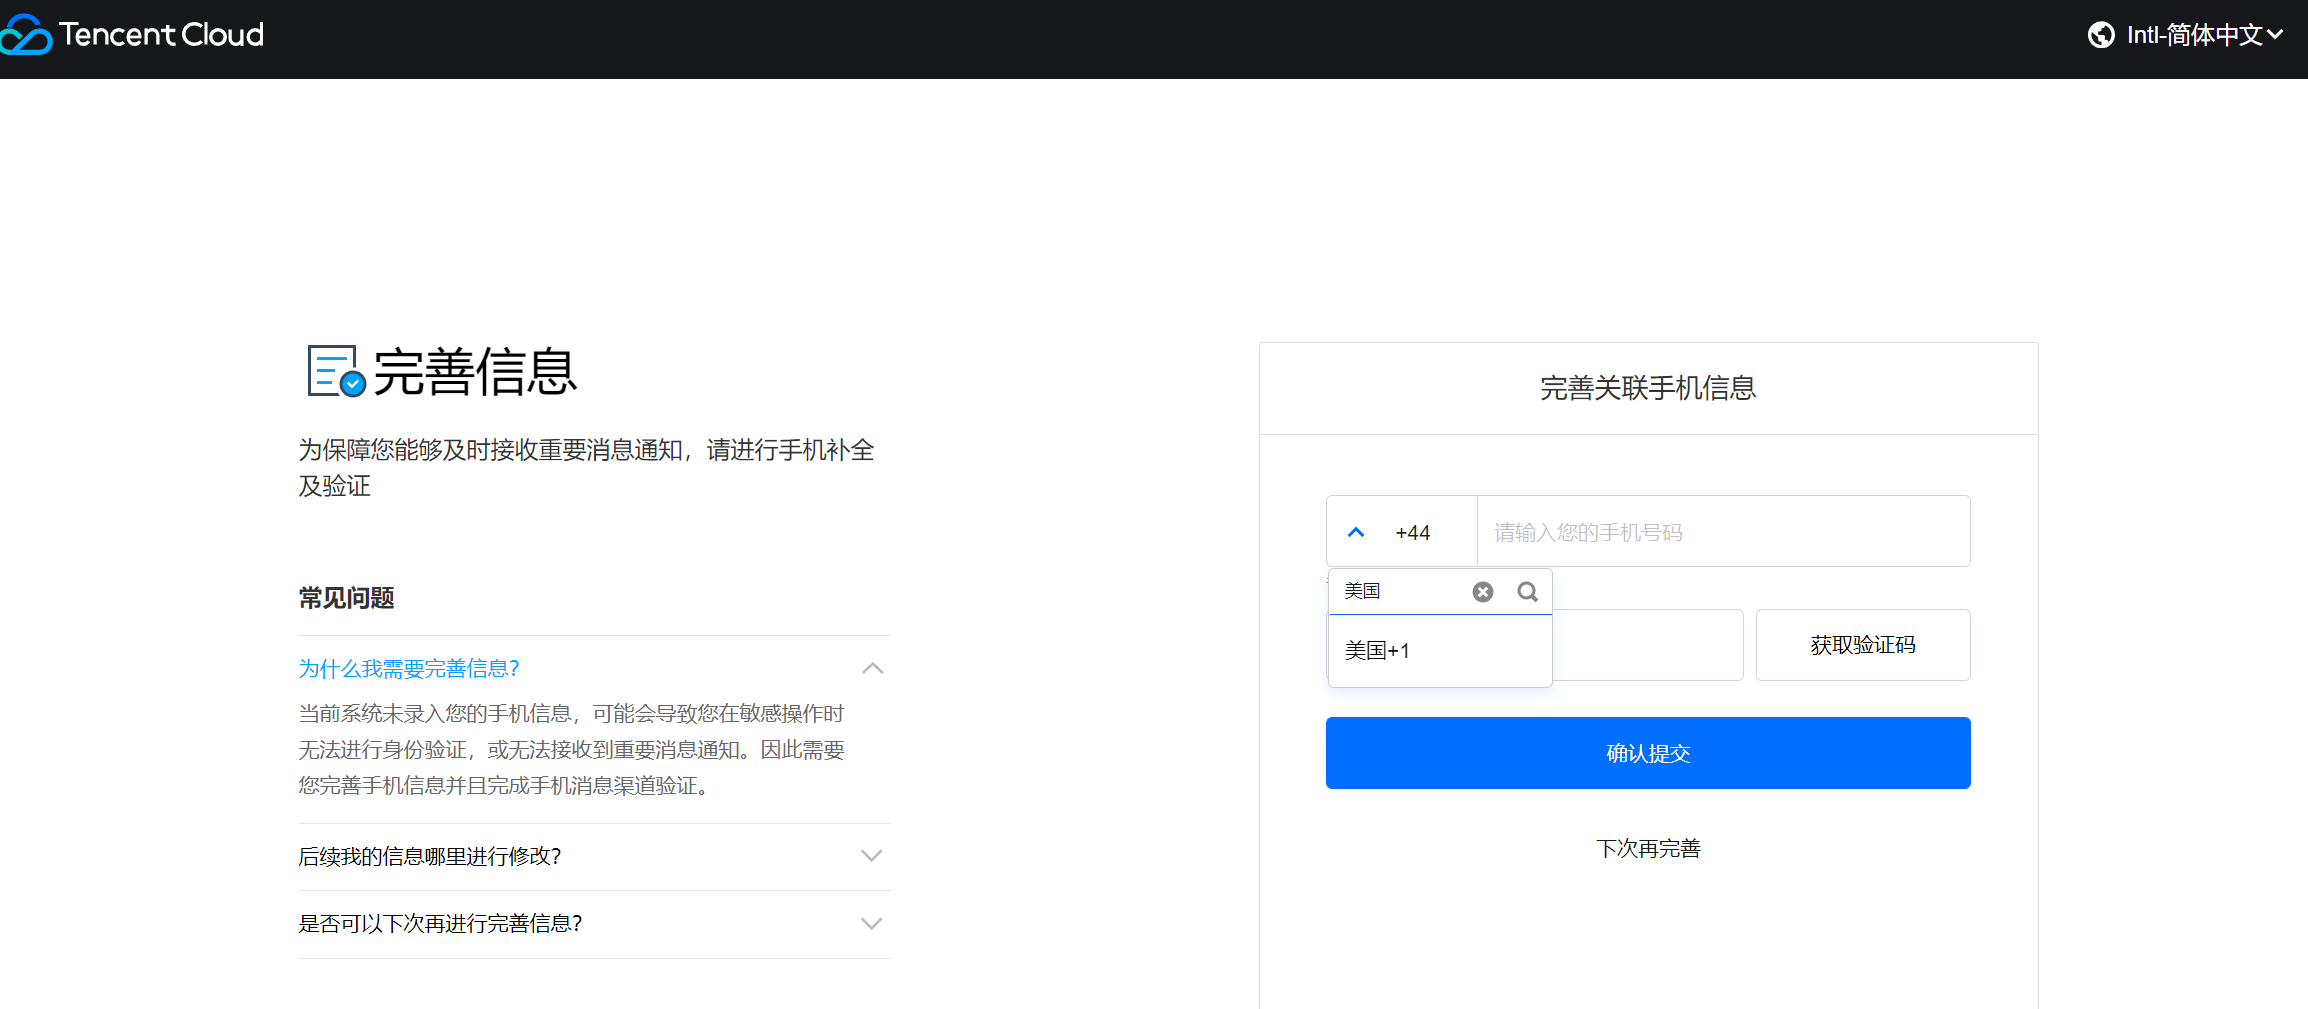 Tencent Cloud
Intl-简体中文
完善信息
为保障您能够及时接收重要消息通知，请进行手机补全
及验证
常见问题
为什么我需要完善信息？
当前系统未录入您的手机信息，可能会导致您在敏感操作时
无法进行身份验证，或无法接收到重要消息通知。因此需要
您完善手机信息并且完成手机消息渠道验证。
后续我的信息哪里进行修改？
是否可以下次再进行完善信息？
完善关联手机信息
+44
请输入您的手机号码
美国
美国+1
获取验证码
确认提交
下次再完善